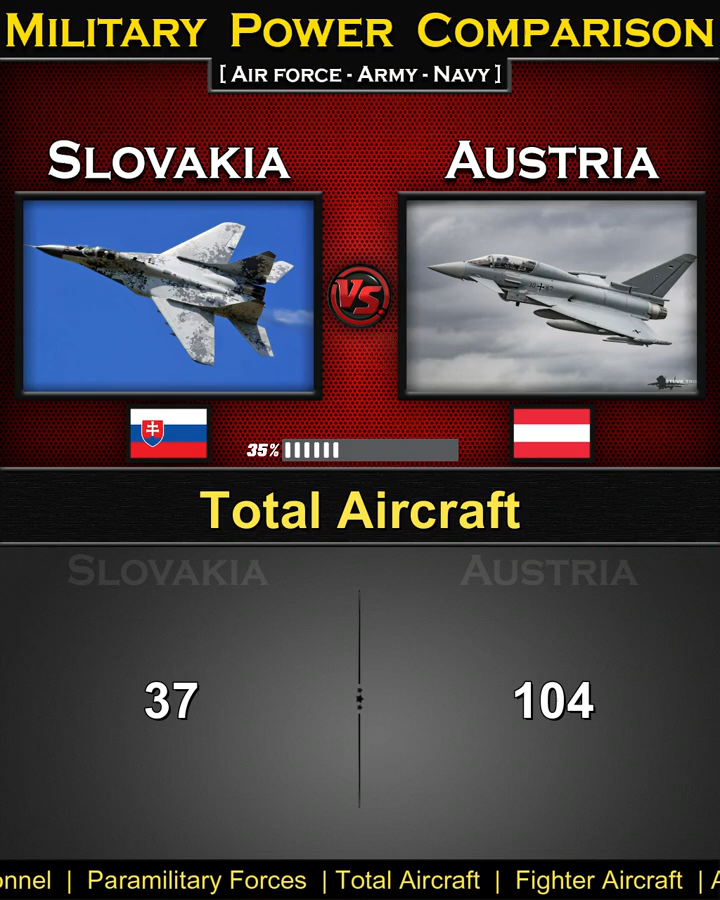 MILITARY POWER COMPARISON
[ AIR FORCE - ARMY - NAVY ]
SLOVAKIA
AUSTRIA
VS.
35%
Total Aircraft
SLOVAKIA
AUSTRIA
37
104
onnel | Paramilitary Forces | Total Aircraft | Fighter Aircraft | A